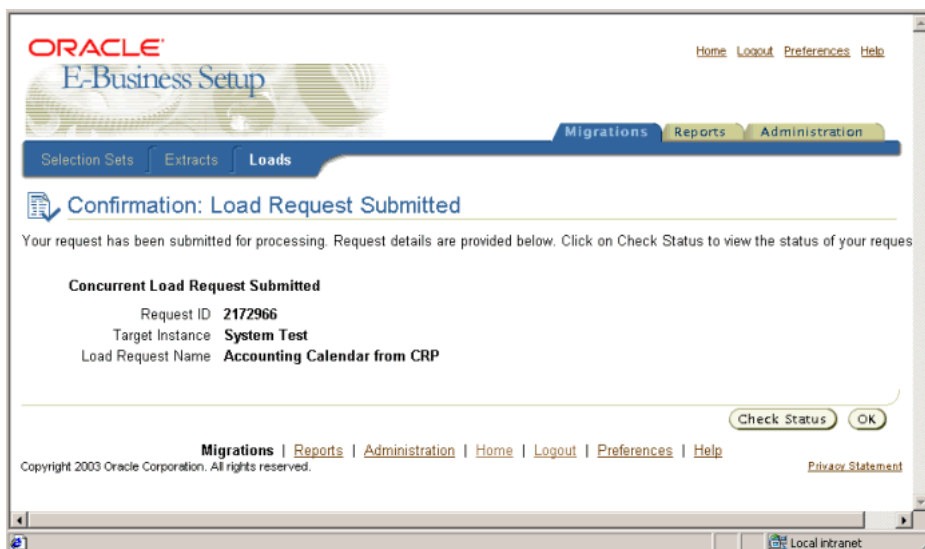 ORACLE
Home Logout Preferences Help
E-Business Setup
Migrations Reports Administration
Selection Sets Extracts Loads
Confirmation: Load Request Submitted
Your request has been submitted for processing. Request details are provided below. Click on Check Status to view the status of your reques
Concurrent Load Request Submitted
Request ID 2172966
Target Instance System Test
Load Request Name Accounting Calendar from CRP
Check Status OK
Migrations | Reports | Administration | Home | Logout | Preferences | Help
Copyright 2003 Oracle Corporation. All rights reserved. Privacy Statement
Local intranet